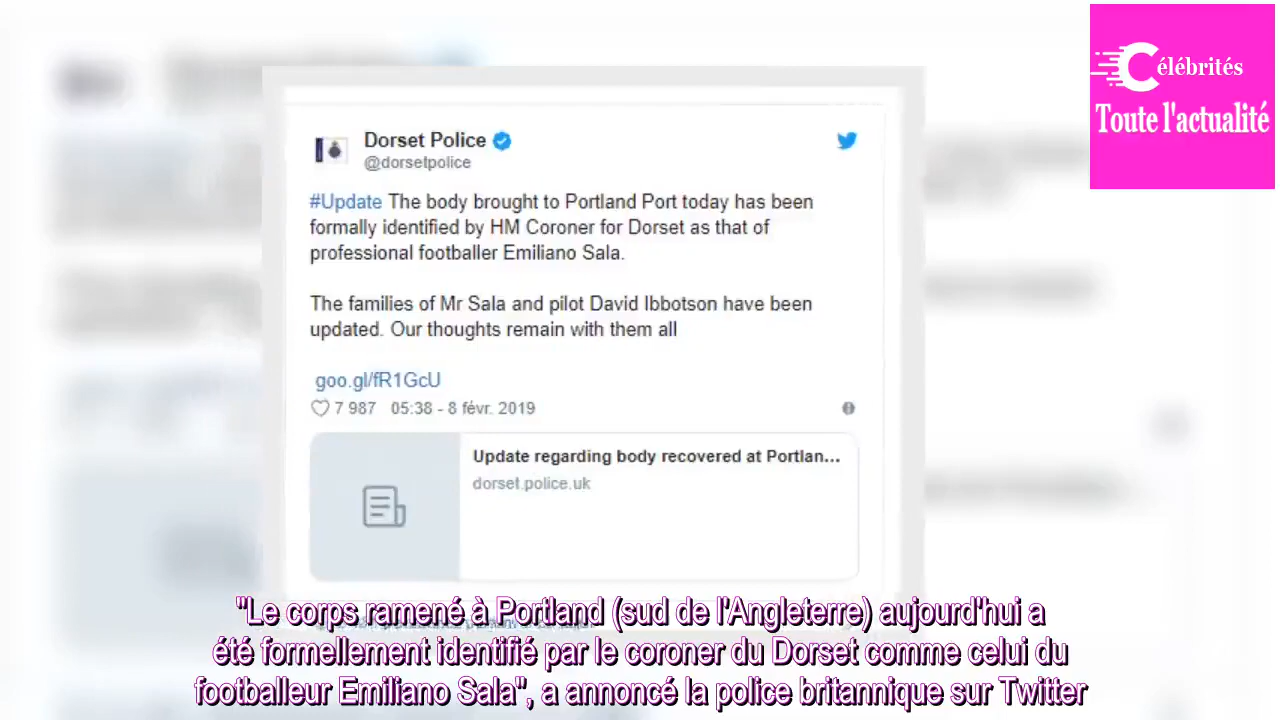 Célébrités
Toute l'actualité
Dorset Police
@dorsetpolice
#Update The body brought to Portland Port today has been
formally identified by HM Coroner for Dorset as that of
professional footballer Emiliano Sala.
The families of Mr Sala and pilot David Ibbotson have been
updated. Our thoughts remain with them all
goo.gl/fR1GcU
7 987 05:38 - 8 févr. 2019
Update regarding body recovered at Portlan...
dorset.police.uk
"Le corps ramené à Portland (sud de l'Angleterre) aujourd'hui a
été formellement identifié par le coroner du Dorset comme celui du
footballeur Emiliano Sala", a annoncé la police britannique sur Twitter